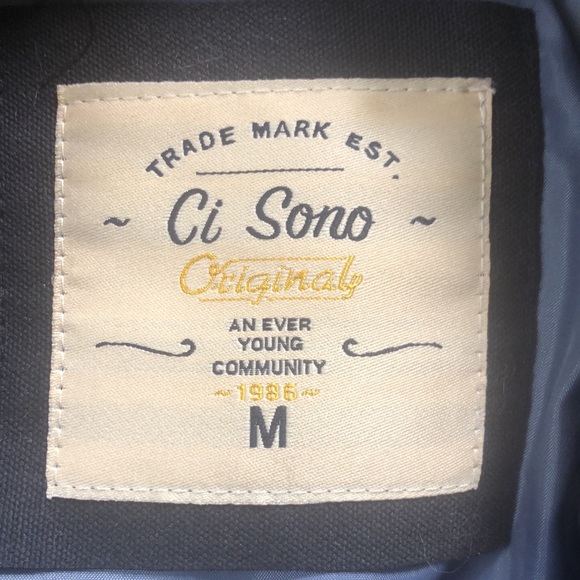 TRADE MARK EST.
~ Ci Sono ~
Original
AN EVER
YOUNG
COMMUNITY
~1986~
M